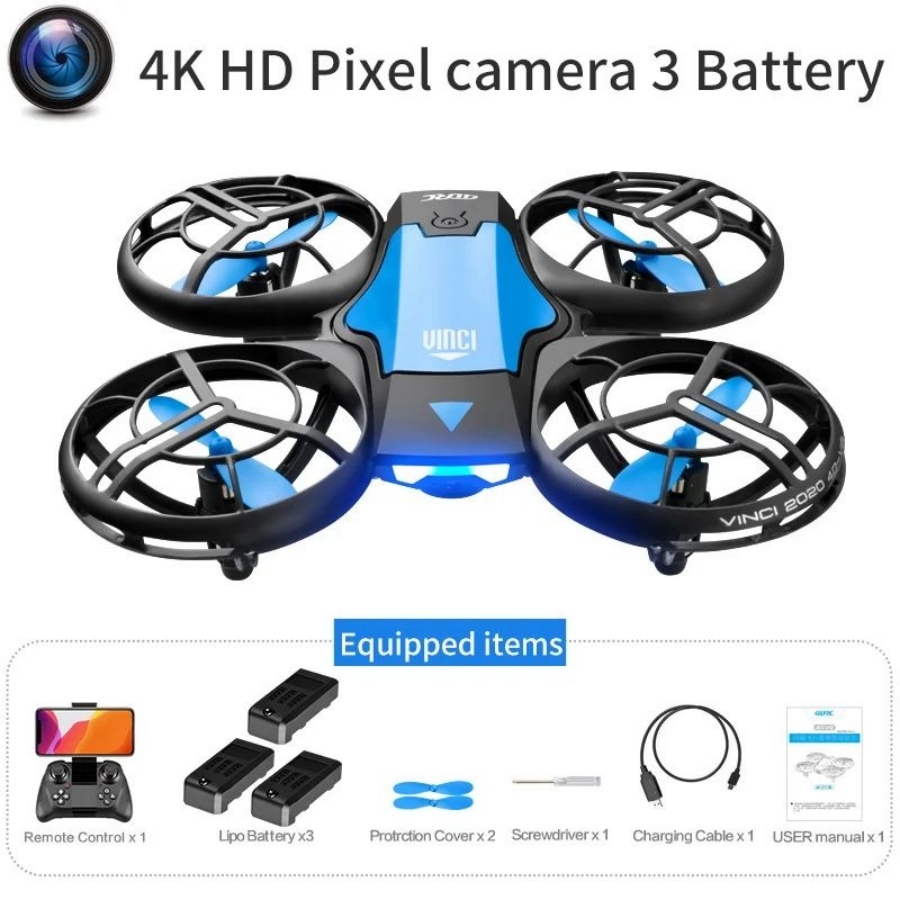 4K HD Pixel camera 3 Battery
4DRC
VINCI
VINCI 2020
Equipped items
Remote Control x 1
Lipo Battery x3
Protrction Cover x 2
Screwdriver x 1
Charging Cable x 1
USER manual x 1